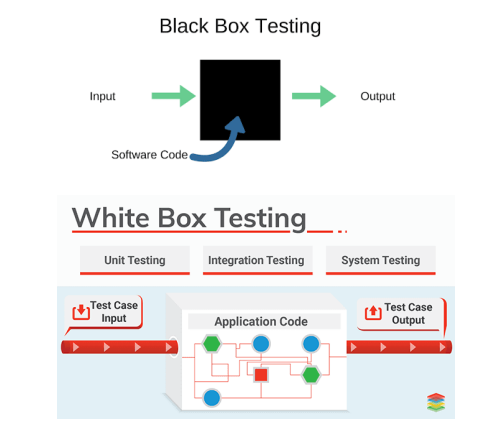 Black Box Testing
Input
Output
Software Code
White Box Testing
Unit Testing
Integration Testing
System Testing
Test Case
Input
Application Code
Test Case
Output